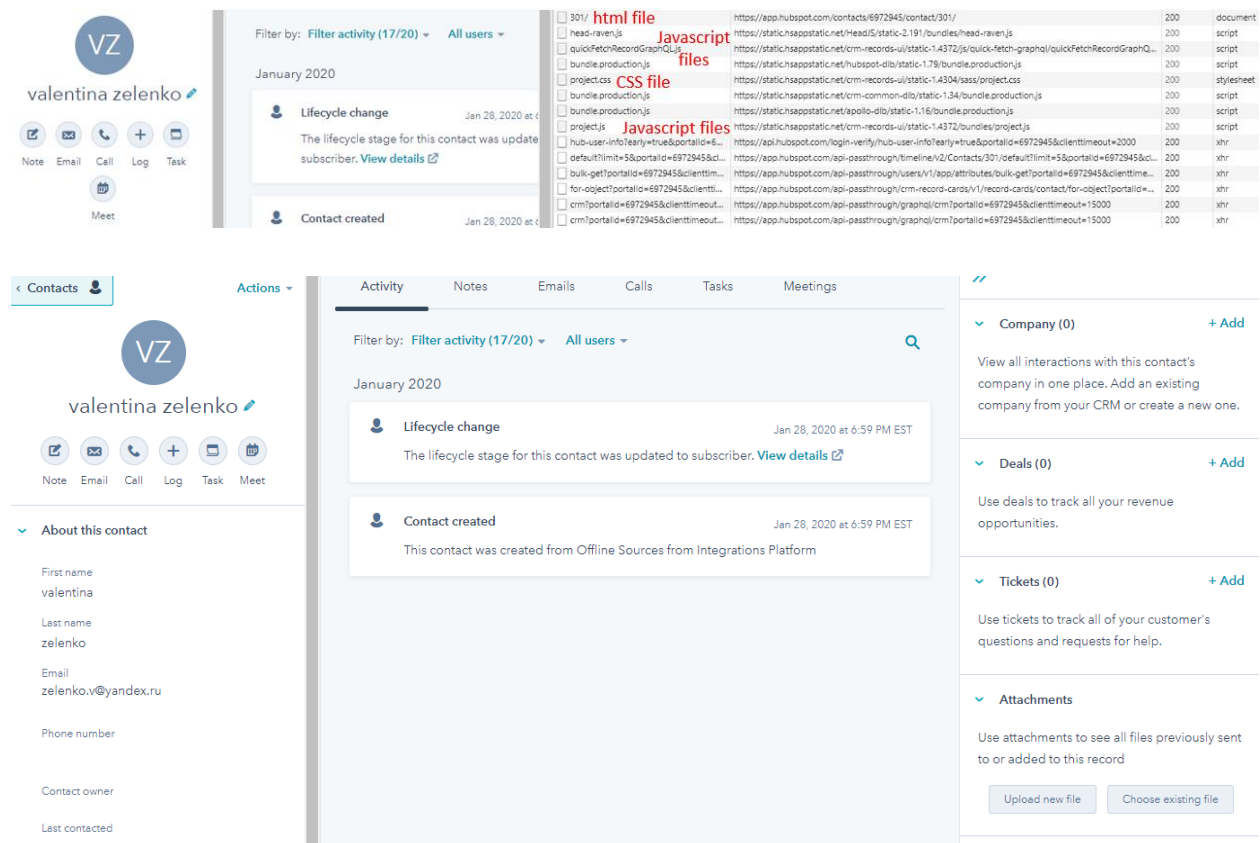 VZ
valentina zelenko
Note Email Call Log Task
Meet
Filter by: Filter activity (17/20) All users
January 2020
Lifecycle change Jan 28, 2020 at
The lifecycle stage for this contact was update
subscriber. View details
Contact created Jan 28, 2020 at
301/ html file https://app.hubspot.com/contacts/6972945/contact/301/ 200 document
head-raven.js https://static.hsappstatic.net/HeadJS/static-2.191/bundles/head-raven.js 200 script
Javascript files
quickFetchRecordGraphQL.js https://static.hsappstatic.net/crm-records-ui/static-1.4372/js/quick-fetch-graphql/quickFetchRecordGraphQ... 200 script
bundle.production.js https://static.hsappstatic.net/hubspot-dlb/static-1.79/bundle.production.js 200 script
project.css CSS file https://static.hsappstatic.net/crm-records-ui/static-1.4304/sass/project.css 200 stylesheet
bundle.production.js https://static.hsappstatic.net/crm-common-dlb/static-1.34/bundle.production.js 200 script
bundle.production.js https://static.hsappstatic.net/apollo-dlb/static-1.16/bundle.production.js 200 script
project.js Javascript files https://static.hsappstatic.net/crm-records-ui/static-1.4372/bundles/project.js 200 script
hub-user-info?early=true&portalId=6... https://api.hubspot.com/login-verify/hub-user-info?early=true&portalId=6972945&clienttimeout=2000 200 xhr
default?limit=5&portalId=6972945&cl... https://app.hubspot.com/api-passthrough/timeline/v2/Contacts/301/default?limit=5&portalId=6972945&cl... 200 xhr
bulk-get?portalId=6972945&clienttim... https://app.hubspot.com/api-passthrough/users/v1/app/attributes/bulk-get?portalId=6972945&clienttime... 200 xhr
for-object?portalId=6972945&clientti... https://app.hubspot.com/api-passthrough/crm-record-cards/v1/record-cards/contact/for-object?portalId=... 200 xhr
crm?portalId=6972945&clienttimeout... https://app.hubspot.com/api-passthrough/graphql/crm?portalId=6972945&clienttimeout=15000 200 xhr
crm?portalId=6972945&clienttimeout... https://app.hubspot.com/api-passthrough/graphql/crm?portalId=6972945&clienttimeout=15000 200 xhr
Contacts Actions
VZ
valentina zelenko
Note Email Call Log Task Meet
About this contact
First name
valentina
Last name
zelenko
Email
zelenko.v@yandex.ru
Phone number
Contact owner
Last contacted
Activity Notes Emails Calls Tasks Meetings
Filter by: Filter activity (17/20) All users
January 2020
Lifecycle change Jan 28, 2020 at 6:59 PM EST
The lifecycle stage for this contact was updated to subscriber. View details
Contact created Jan 28, 2020 at 6:59 PM EST
This contact was created from Offline Sources from Integrations Platform
Company (0) + Add
View all interactions with this contact's
company in one place. Add an existing
company from your CRM or create a new one.
Deals (0) + Add
Use deals to track all your revenue
opportunities.
Tickets (0) + Add
Use tickets to track all of your customer's
questions and requests for help.
Attachments
Use attachments to see all files previously sent
to or added to this record
Upload new file Choose existing file